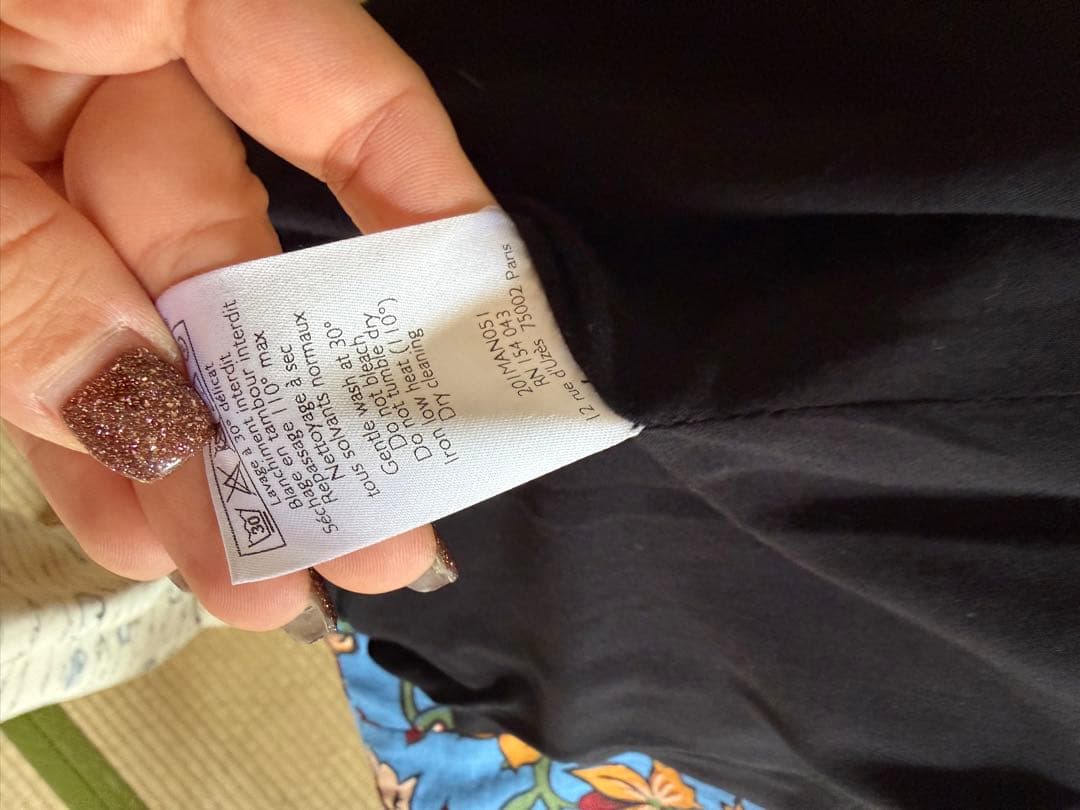 30
Lavage a 30° délicat
Blanchiment interdit
Séchage en tambour interdit
Repassage 110° max
Nettoyage à sec
tous solvants normaux
Gentle wash at 30°
Do not bleach
Do not tumble dry
Iron low heat (110°)
Dry cleaning
201MANO51
RN 154 043
12 rue d'Uzès 75002 Paris